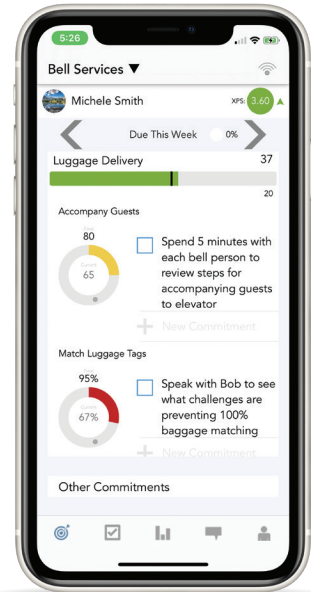 5:26
Bell Services ▼
Michele Smith XPS: 3.60 ▲
Due This Week 0%
Luggage Delivery 37
20
Accompany Guests
80
Current
65
Spend 5 minutes with
each bell person to
review steps for
accompanying guests
to elevator
+ New Commitment
Match Luggage Tags
95%
Current
67%
Speak with Bob to see
what challenges are
preventing 100%
baggage matching
+ New Commitment
Other Commitments